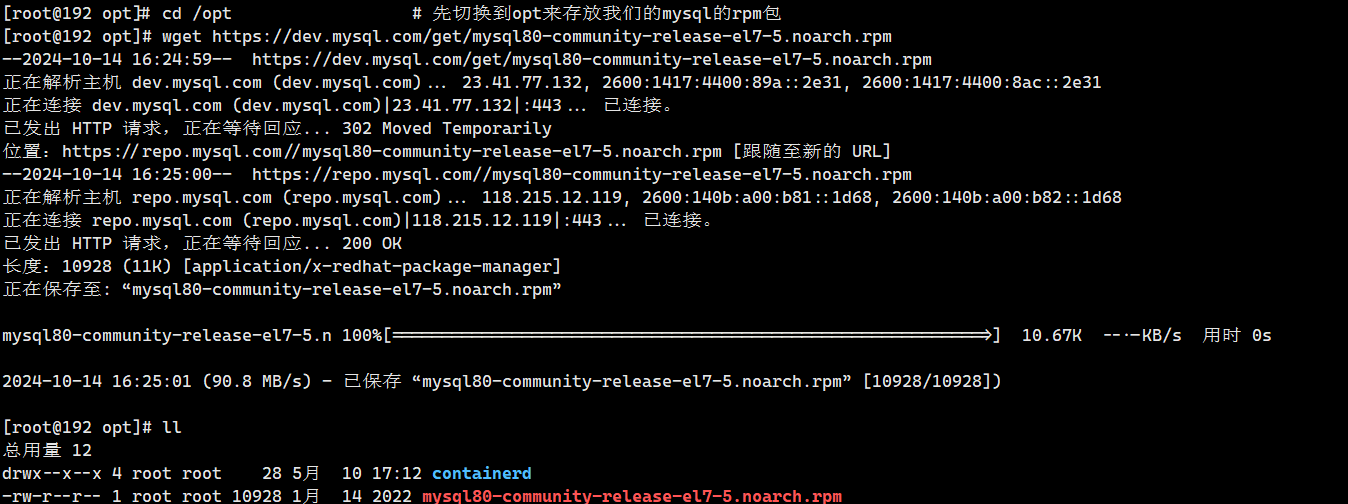 [root@192 opt]# cd /opt                  # 先切换到opt来存放我们的mysql的rpm包
[root@192 opt]# wget https://dev.mysql.com/get/mysql80-community-release-el7-5.noarch.rpm
--2024-10-14 16:24:59--  https://dev.mysql.com/get/mysql80-community-release-el7-5.noarch.rpm
正在解析主机 dev.mysql.com (dev.mysql.com)... 23.41.77.132, 2600:1417:4400:89a::2e31, 2600:1417:4400:8ac::2e31
正在连接 dev.mysql.com (dev.mysql.com)|23.41.77.132|:443... 已连接。
已发出 HTTP 请求，正在等待回应... 302 Moved Temporarily
位置：https://repo.mysql.com//mysql80-community-release-el7-5.noarch.rpm [跟随至新的 URL]
--2024-10-14 16:25:00--  https://repo.mysql.com//mysql80-community-release-el7-5.noarch.rpm
正在解析主机 repo.mysql.com (repo.mysql.com)... 118.215.12.119, 2600:140b:a00:b81::1d68, 2600:140b:a00:b82::1d68
正在连接 repo.mysql.com (repo.mysql.com)|118.215.12.119|:443... 已连接。
已发出 HTTP 请求，正在等待回应... 200 OK
长度：10928 (11K) [application/x-redhat-package-manager]
正在保存至: “mysql80-community-release-el7-5.noarch.rpm”
mysql80-community-release-el7-5.n 100%[============================================================>]  10.67K  --.-KB/s  用时 0s
2024-10-14 16:25:01 (90.8 MB/s) - 已保存 “mysql80-community-release-el7-5.noarch.rpm” [10928/10928])
[root@192 opt]# ll
总用量 12
drwx--x--x 4 root root    28 5月  10 17:12 containerd
-rw-r--r-- 1 root root 10928 1月  14 2022 mysql80-community-release-el7-5.noarch.rpm